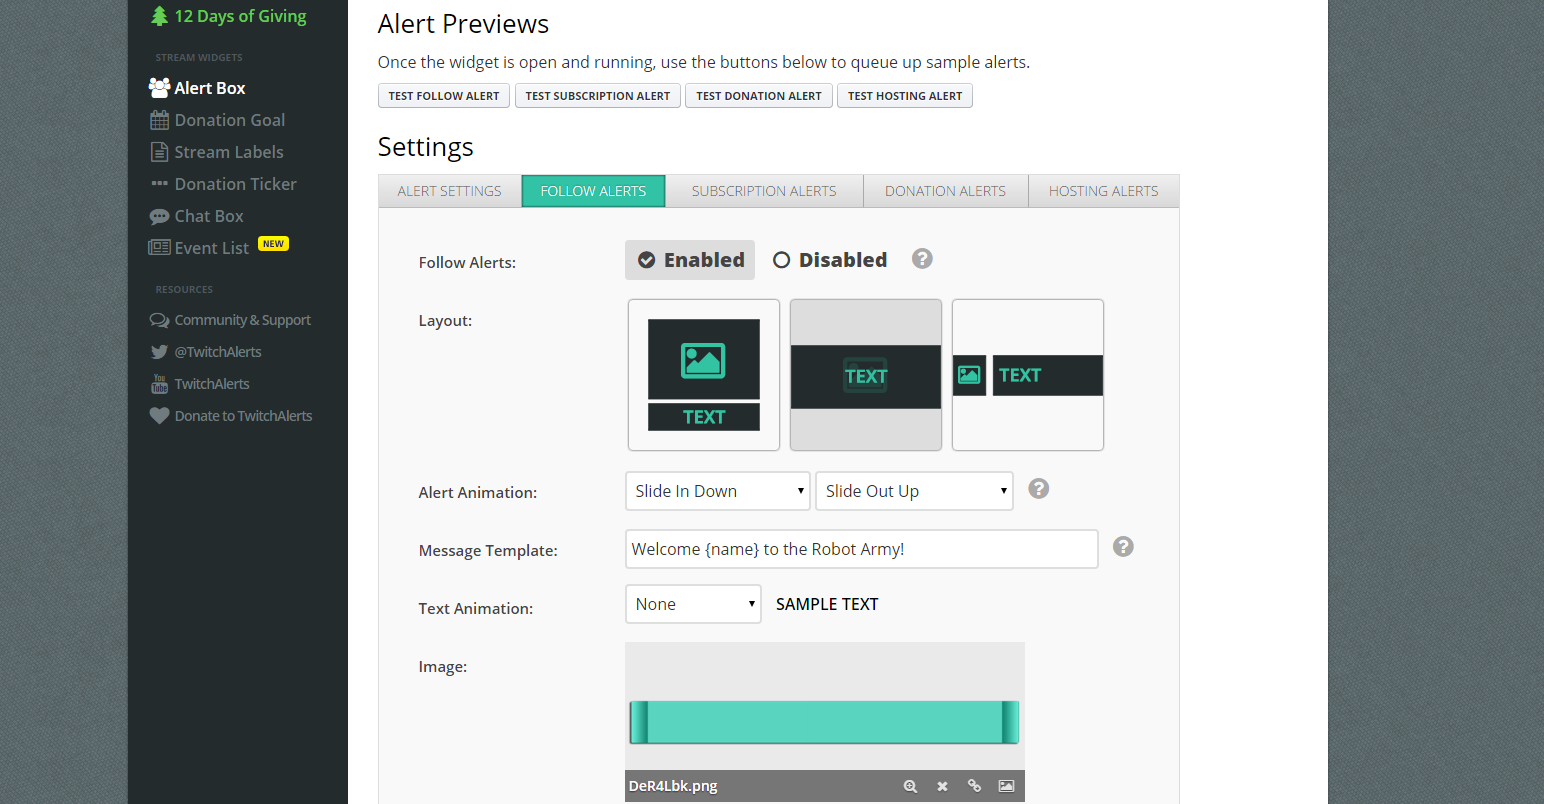 12 Days of Giving
STREAM WIDGETS
Alert Box
Donation Goal
Stream Labels
Donation Ticker
Chat Box
Event List NEW
RESOURCES
Community & Support
@TwitchAlerts
You Tube TwitchAlerts
Donate to TwitchAlerts
Alert Previews
Once the widget is open and running, use the buttons below to queue up sample alerts.
TEST FOLLOW ALERT TEST SUBSCRIPTION ALERT TEST DONATION ALERT TEST HOSTING ALERT
Settings
ALERT SETTINGS FOLLOW ALERTS SUBSCRIPTION ALERTS DONATION ALERTS HOSTING ALERTS
Follow Alerts: Enabled Disabled ?
Layout:
TEXT TEXT TEXT
Alert Animation: Slide In Down Slide Out Up ?
Message Template: Welcome {name} to the Robot Army! ?
Text Animation: None SAMPLE TEXT
Image:
DeR4Lbk.png